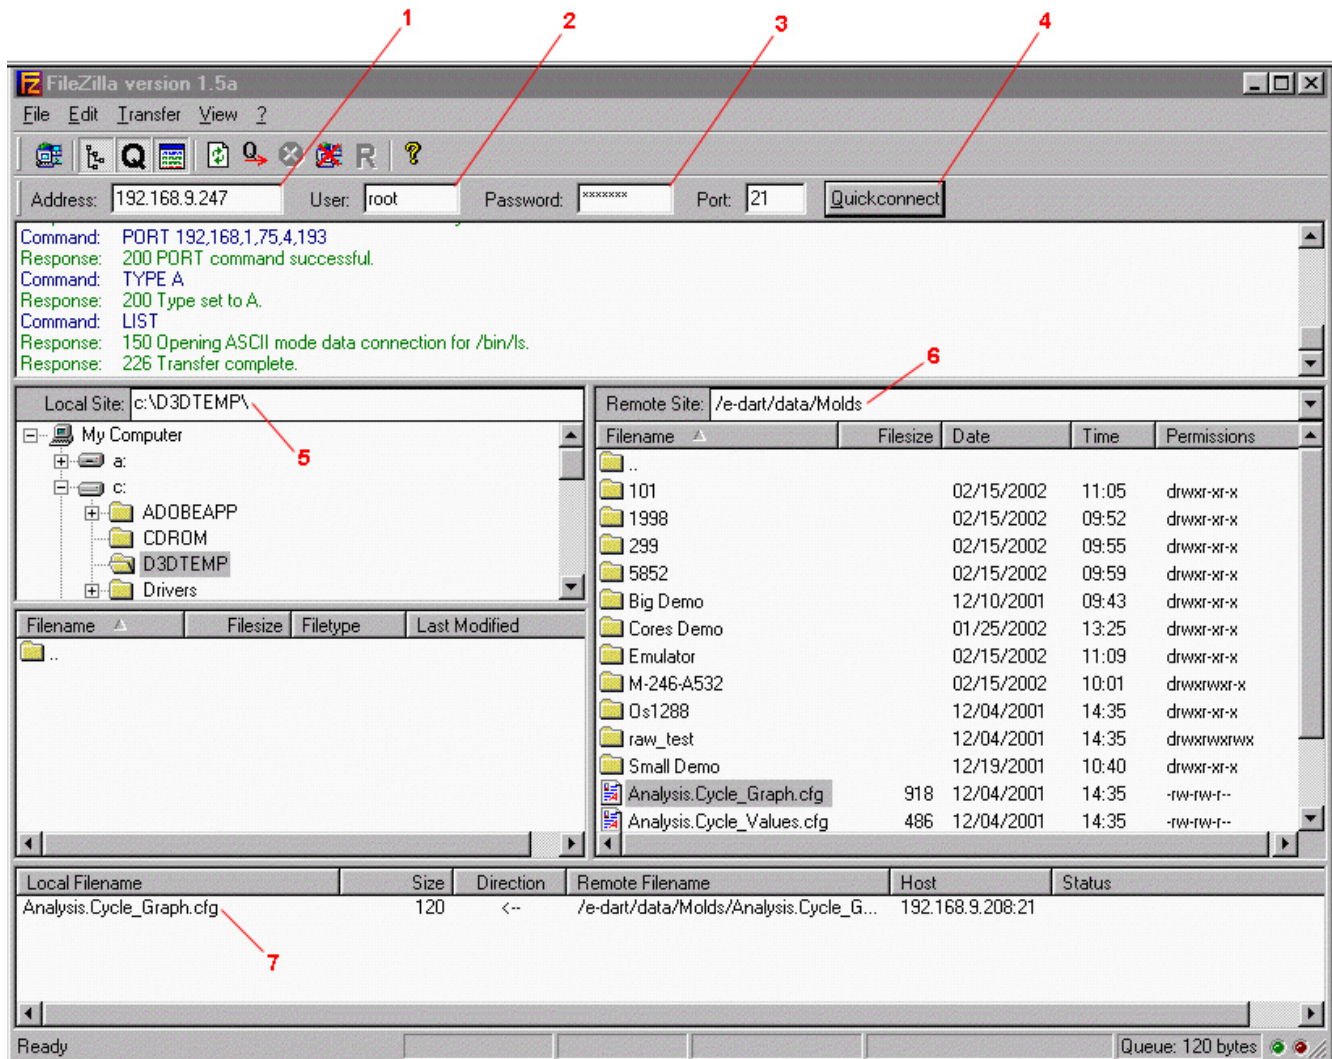 1 2 3 4
FileZilla version 1.5a
File Edit Transfer View ?
Q Q R ?
Address: 192.168.9.247 User: root Password: xxxxxxx Port: 21 Quickconnect
Command: PORT 192,168,1,75,4,193
Response: 200 PORT command successful.
Command: TYPE A
Response: 200 Type set to A.
Command: LIST
Response: 150 Opening ASCII mode data connection for /bin/ls.
Response: 226 Transfer complete.
6
Local Site: c:\D3DTEMP\
My Computer
5
a:
c:
ADOBEAPP
CDROM
D3DTEMP
Drivers
Filename Filesize Filetype Last Modified
..
Remote Site: /e-dart/data/Molds
Filename Filesize Date Time Permissions
..
101 02/15/2002 11:05 drwxr-xr-x
1998 02/15/2002 09:52 drwxr-xr-x
299 02/15/2002 09:55 drwxr-xr-x
5852 02/15/2002 09:59 drwxr-xr-x
Big Demo 12/10/2001 09:43 drwxr-xr-x
Cores Demo 01/25/2002 13:25 drwxr-xr-x
Emulator 02/15/2002 11:09 drwxr-xr-x
M-246-A532 02/15/2002 10:01 drwxrwxr-x
Os1288 12/04/2001 14:35 drwxr-xr-x
raw_test 12/04/2001 14:35 drwxrwxrwx
Small Demo 12/19/2001 10:40 drwxr-xr-x
Analysis.Cycle_Graph.cfg 918 12/04/2001 14:35 -rw-rw-r--
Analysis.Cycle_Values.cfg 486 12/04/2001 14:35 -rw-rw-r--
Local Filename Size Direction Remote Filename Host Status
Analysis.Cycle_Graph.cfg 120 <-- /e-dart/data/Molds/Analysis.Cycle_G... 192.168.9.208:21
7
Ready Queue: 120 bytes